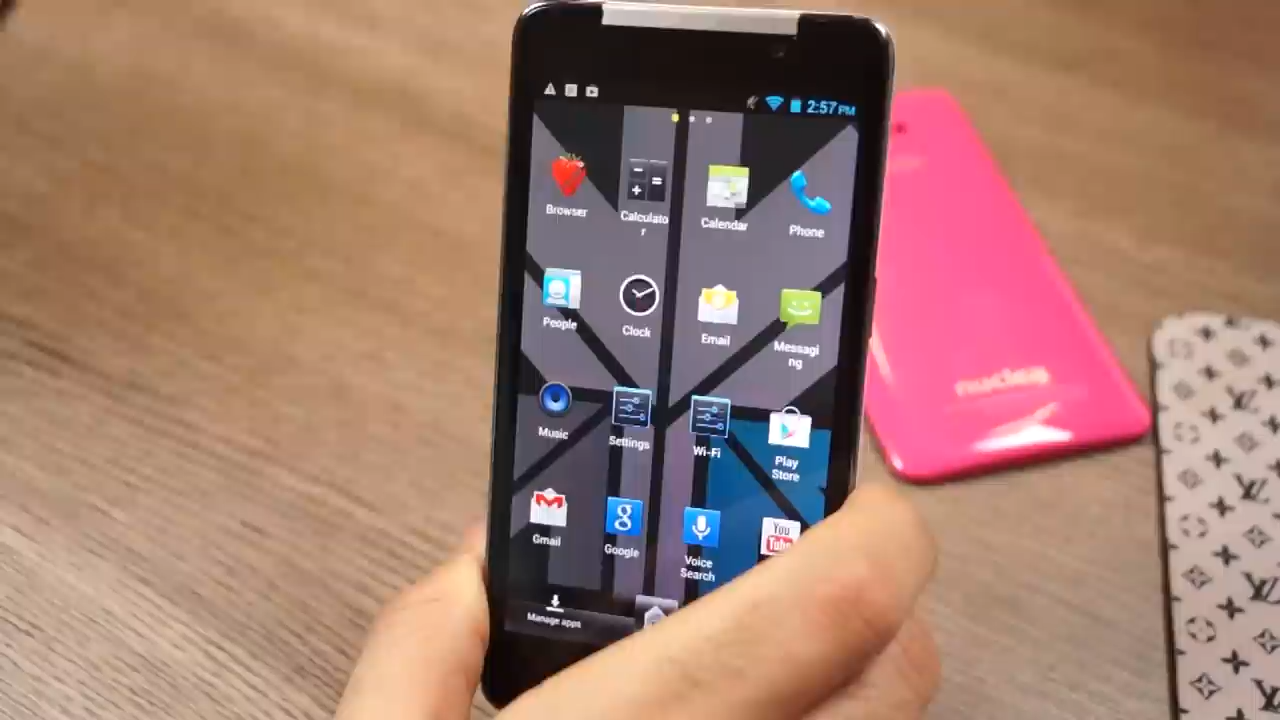 2:57 PM
Browser
Calculato
r
Calendar
Phone
People
Clock
Email
Messagi
ng
Music
Settings
Wi-Fi
Play
Store
Gmail
g
Google
Voice
Search
You
Tube
Manage apps